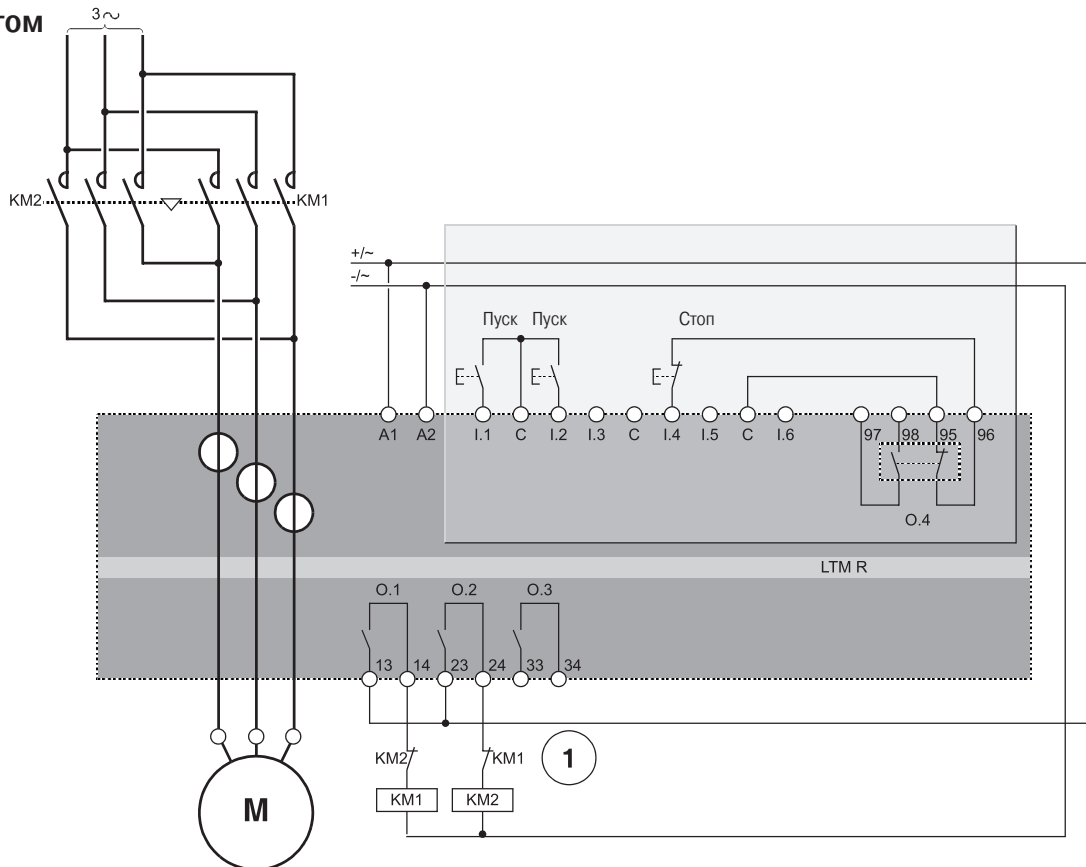 том
3~
KM2
KM1
+/~
-/~
Пуск Пуск Стоп
A1 A2 I.1 C I.2 I.3 C I.4 I.5 C I.6 97 98 95 96
O.4
LTM R
O.1 O.2 O.3
13 14 23 24 33 34
KM2 KM1 1
KM1 KM2
M